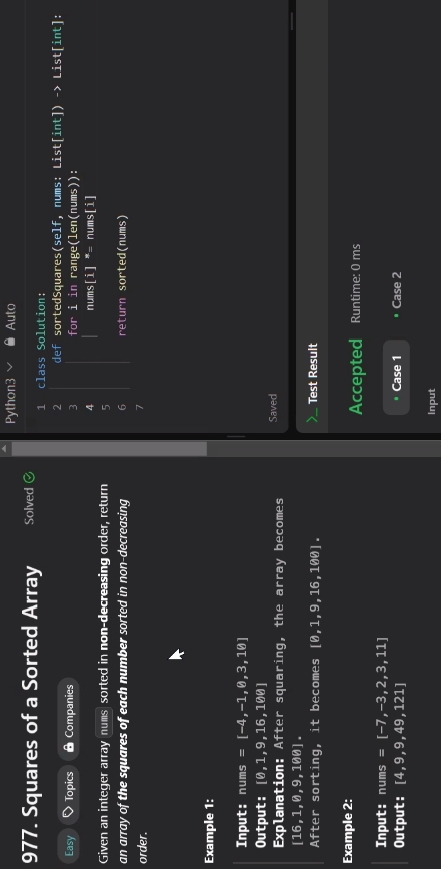 977. Squares of a Sorted Array
Solved
Easy Topics Companies
Given an integer array nums sorted in non-decreasing order, return
an array of the squares of each number sorted in non-decreasing
order.
Example 1:
Input: nums = [-4,-1,0,3,10]
Output: [0,1,9,16,100]
Explanation: After squaring, the array becomes
[16,1,0,9,100].
After sorting, it becomes [0,1,9,16,100].
Example 2:
Input: nums = [-7,-3,2,3,11]
Output: [4,9,9,49,121]
Python3 Auto
1 class Solution:
2 def sortedSquares(self, nums: List[int]) -> List[int]:
3 for i in range(len(nums)):
4 nums[i] *= nums[i]
5
6 return sorted(nums)
7
Saved
>_ Test Result
Accepted Runtime: 0 ms
• Case 1 • Case 2
Input